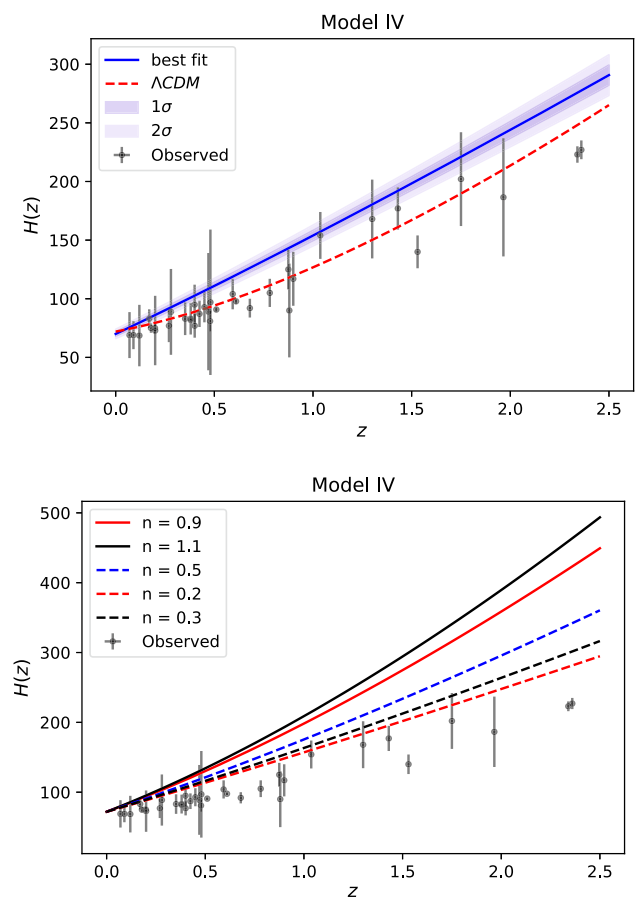 Model IV
best fit
ΛCDM
1σ
2σ
Observed
300
250
200
150
100
50
H(z)
0.0 0.5 1.0 1.5 2.0 2.5
z
Model IV
n = 0.9
n = 1.1
n = 0.5
n = 0.2
n = 0.3
Observed
500
400
300
200
100
H(z)
0.0 0.5 1.0 1.5 2.0 2.5
z